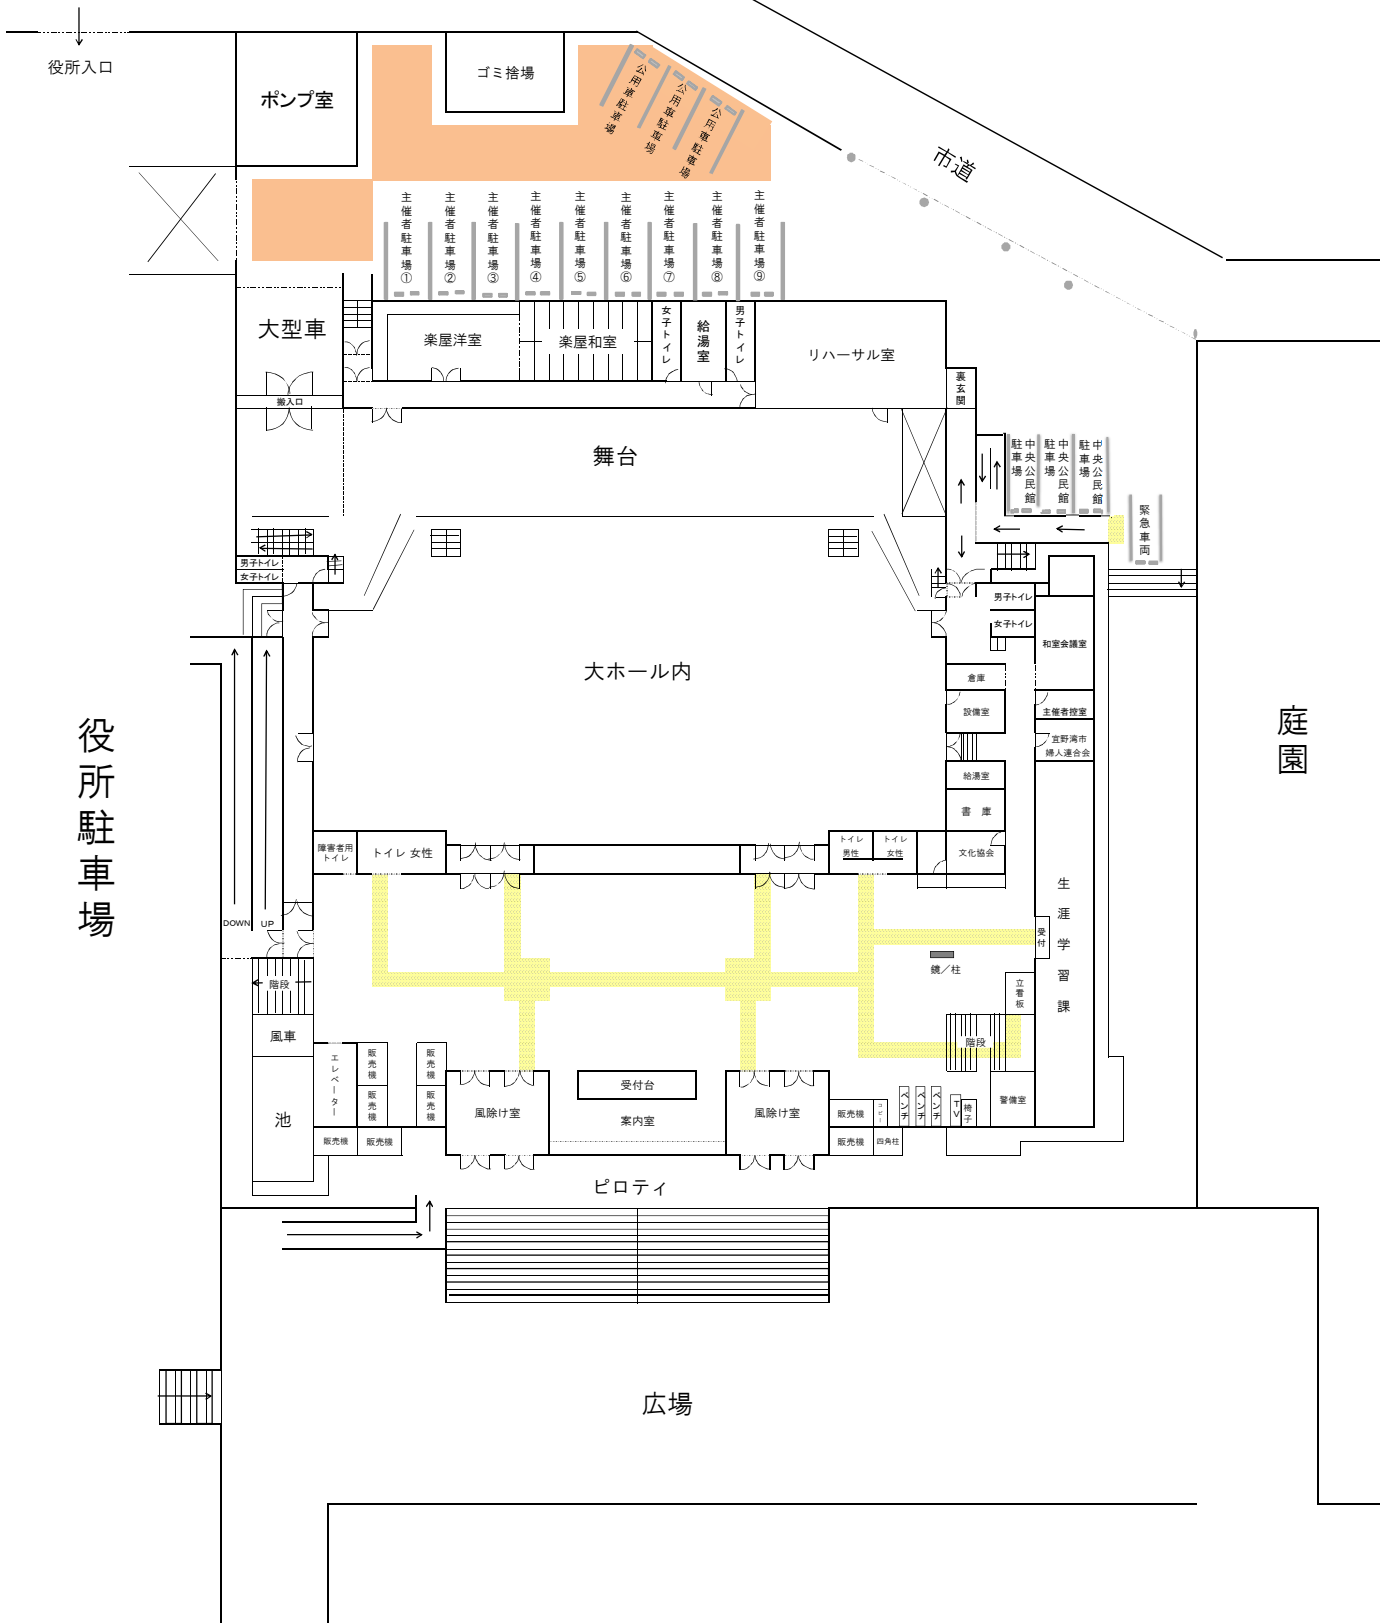 役所入口
ポンプ室
ゴミ捨場
公用車駐車場
公用車駐車場
公用車駐車場
市道
主催者駐車場①
主催者駐車場②
主催者駐車場③
主催者駐車場④
主催者駐車場⑤
主催者駐車場⑥
主催者駐車場⑦
主催者駐車場⑧
主催者駐車場⑨
大型車
搬入口
楽屋洋室
楽屋和室
女子トイレ
給湯室
男子トイレ
リハーサル室
裏玄関
舞台
中央公民館
駐車場
中央公民館
駐車場
中央公民館
駐車場
緊急車両
男子トイレ
女子トイレ
男子トイレ
女子トイレ
和室会議室
大ホール内
倉庫
設備室
主催者控室
宜野湾市
婦人連合会
給湯室
書 庫
文化協会
役所駐車場
庭園
障害者用
トイレ
トイレ 女性
トイレ
男性
トイレ
女性
生涯学習課
受付
DOWN
UP
鏡／柱
立看板
階段
風車
池
エレベーター
販売機
販売機
販売機
販売機
販売機
販売機
風除け室
受付台
案内室
風除け室
階段
販売機
コピー
ベンチ
ベンチ
ベンチ
TV
椅子
警備室
販売機
四角柱
ピロティ
広場